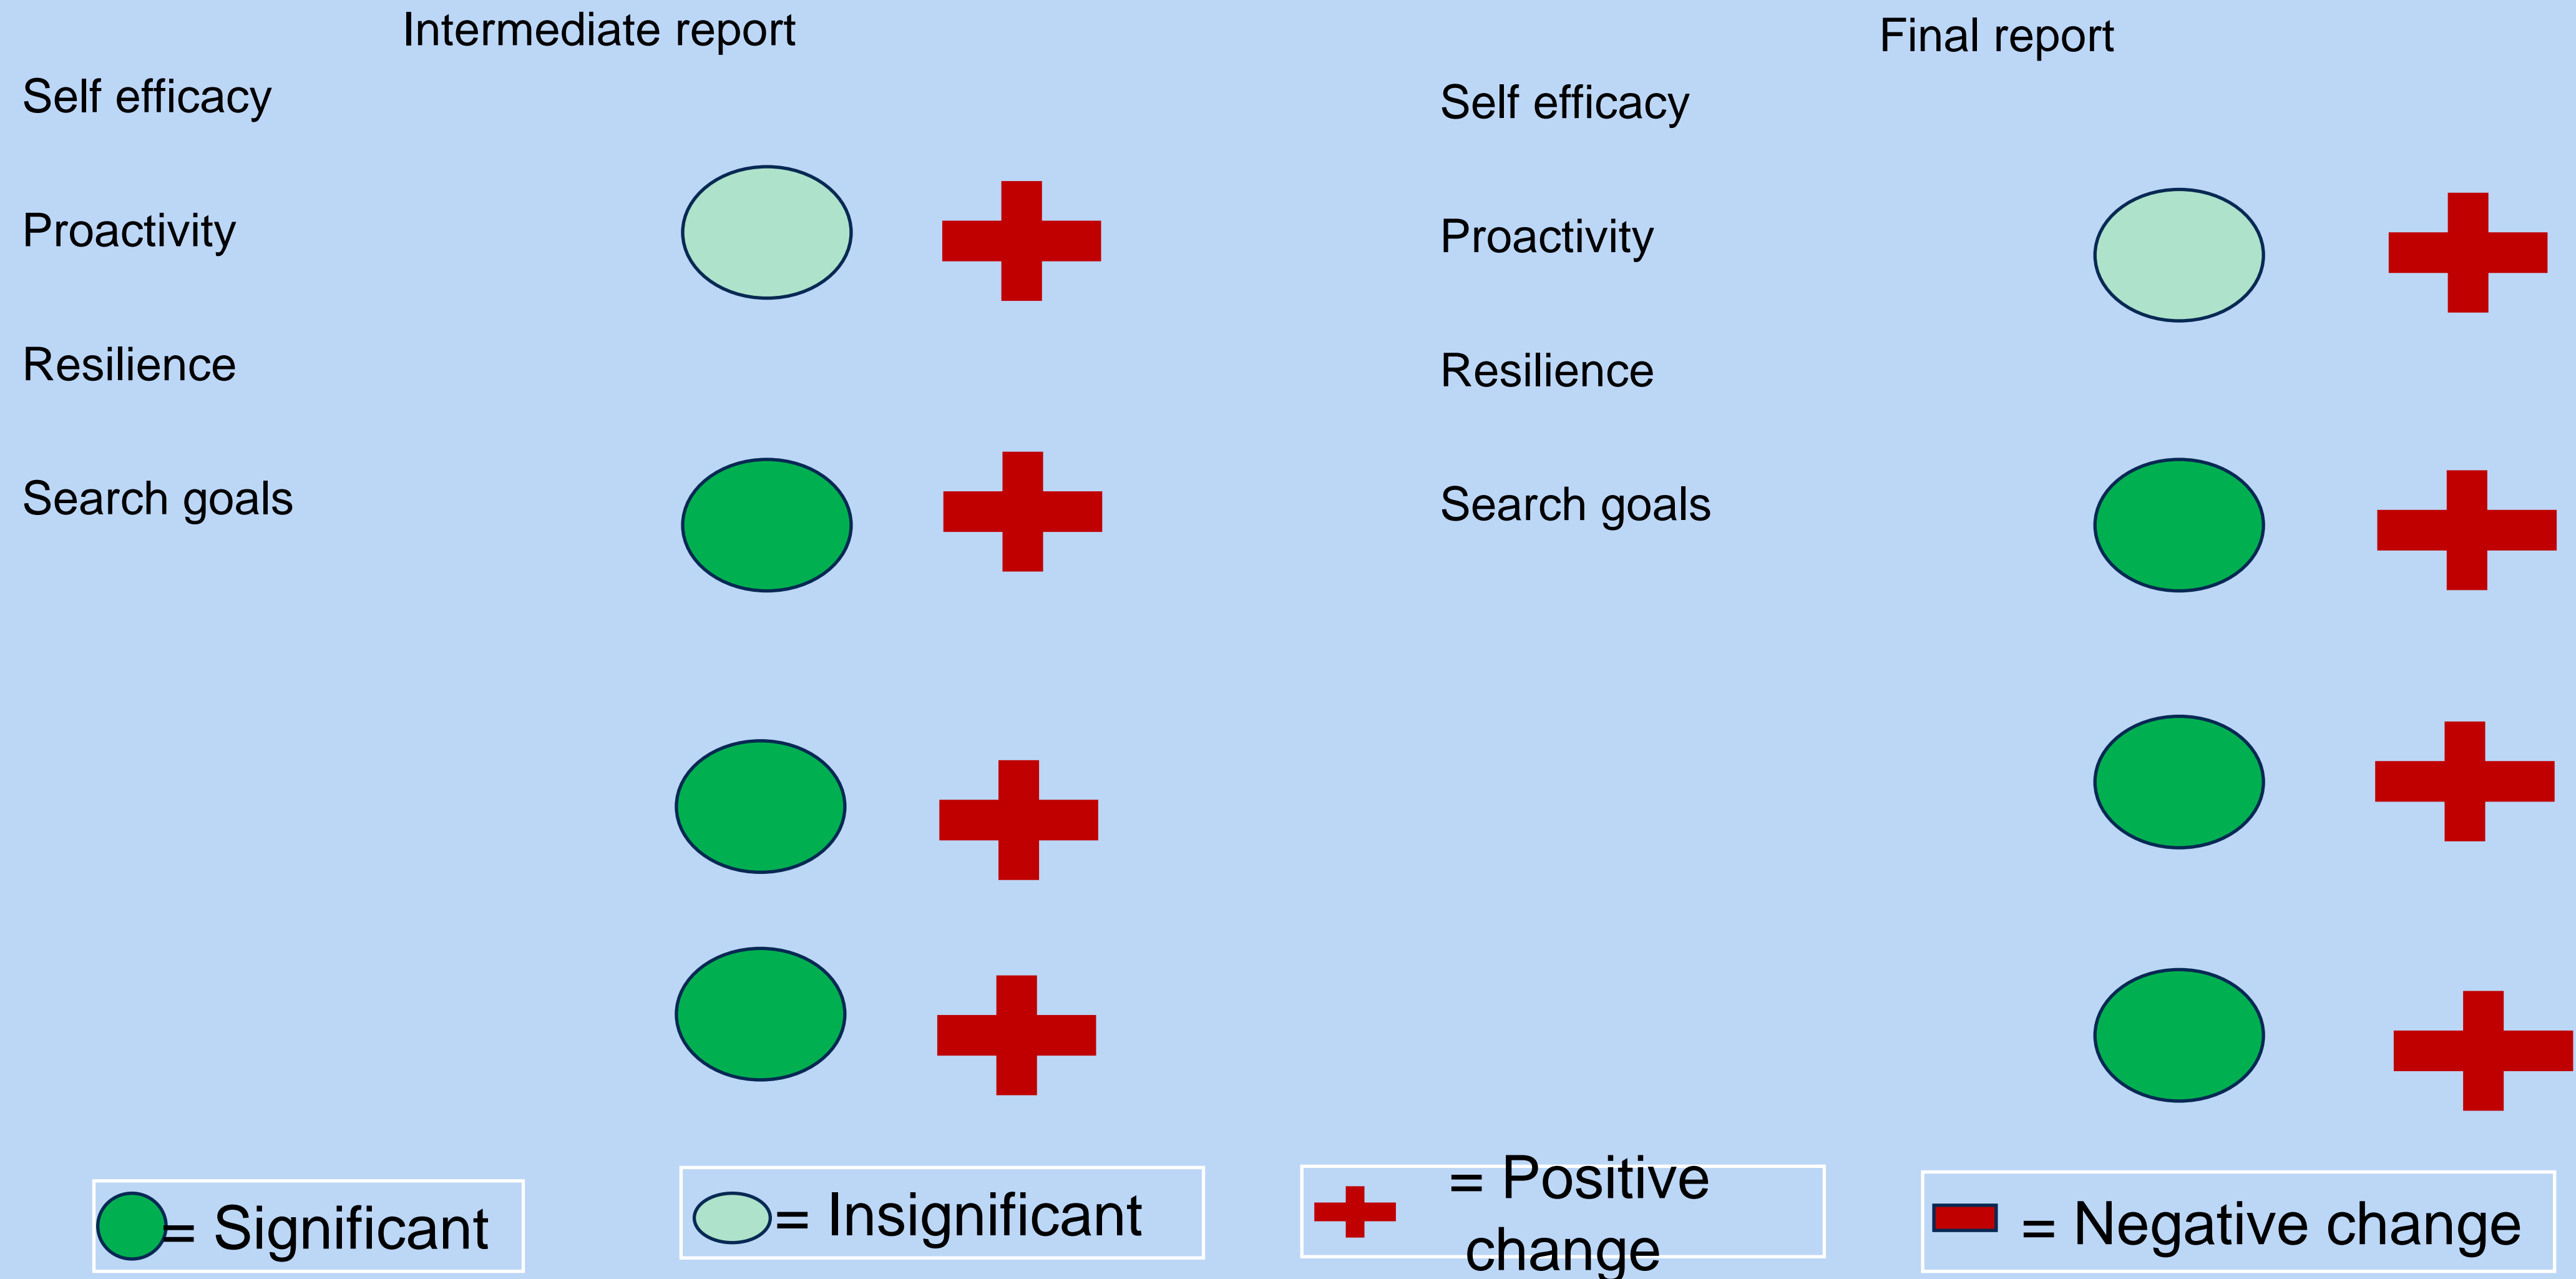 Intermediate report
Self efficacy
Proactivity
Resilience
Search goals
Final report
Self efficacy
Proactivity
Resilience
Search goals
= Significant
= Insignificant
= Positive
change
= Negative change